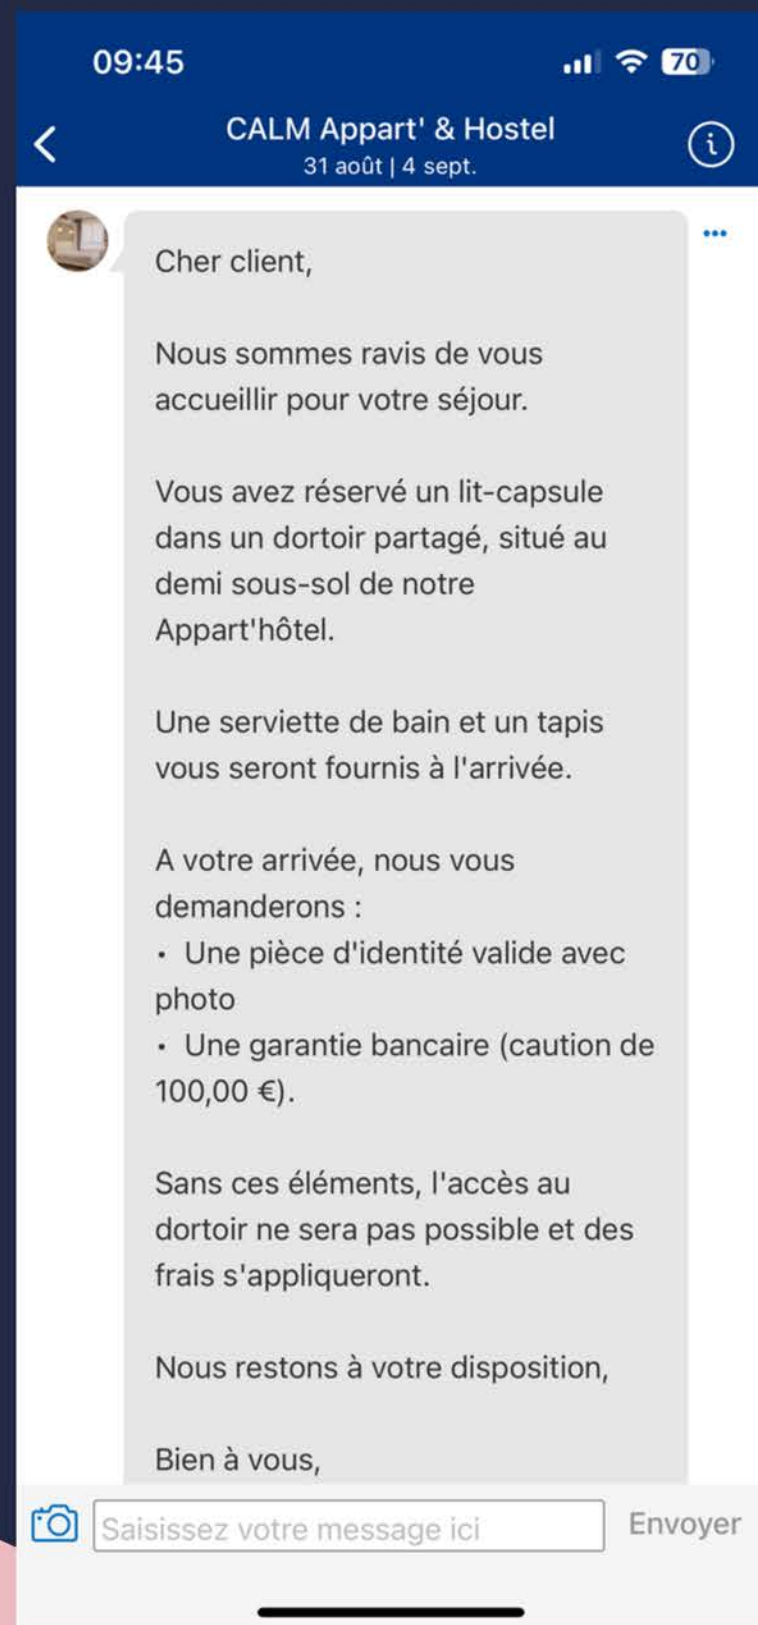 09:45
70
CALM Appart' & Hostel
31 août | 4 sept.
Cher client,
Nous sommes ravis de vous
accueillir pour votre séjour.
Vous avez réservé un lit-capsule
dans un dortoir partagé, situé au
demi sous-sol de notre
Appart'hôtel.
Une serviette de bain et un tapis
vous seront fournis à l'arrivée.
A votre arrivée, nous vous
demanderons :
• Une pièce d'identité valide avec
photo
• Une garantie bancaire (caution de
100,00 €).
Sans ces éléments, l'accès au
dortoir ne sera pas possible et des
frais s'appliqueront.
Nous restons à votre disposition,
Bien à vous,
Saisissez votre message ici
Envoyer